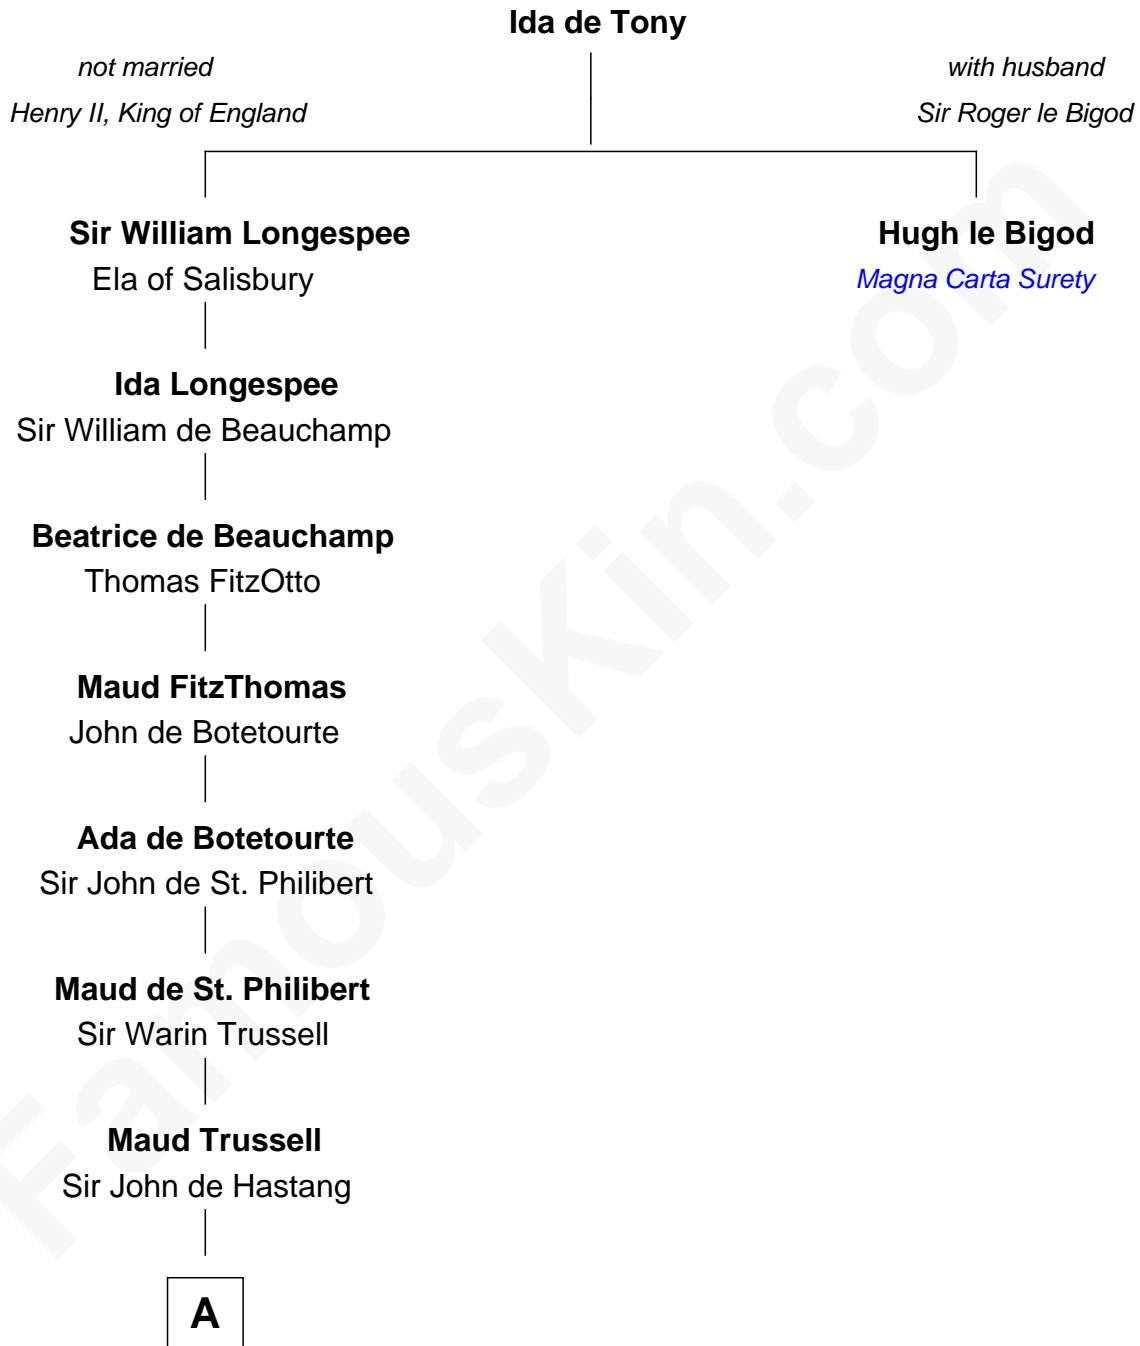 Ida de Tony
not married
with husband
Henry II, King of England
Sir Roger le Bigod
Sir William Longespee
Hugh le Bigod
Ela of Salisbury
Magna Carta Surety
Ida Longespee
Sir William de Beauchamp
Beatrice de Beauchamp
Thomas FitzOtto
Maud FitzThomas
John de Botetourte
Ada de Botetourte
Sir John de St. Philibert
Maud de St. Philibert
Sir Warin Trussell
Maud Trussell
Sir John de Hastang
A
FamousKin.com